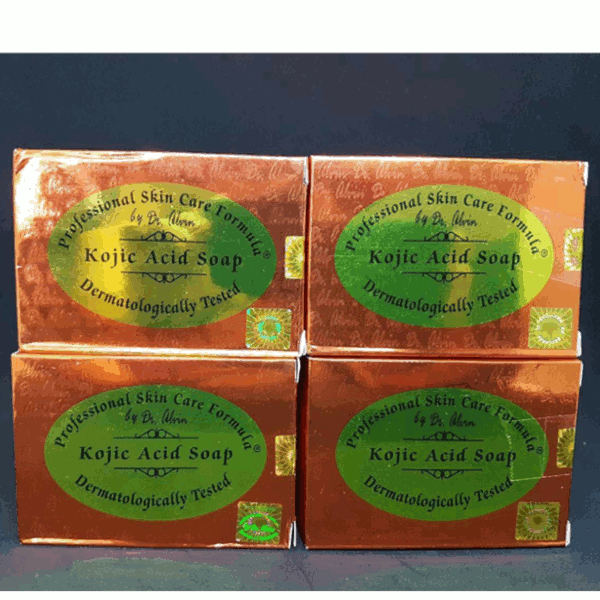 Professional Skin Care Formula®
by Dr. Alvin
Kojic Acid Soap
Dermatologically Tested
Professional Skin Care Formula®
by Dr. Alvin
Kojic Acid Soap
Dermatologically Tested
Professional Skin Care Formula®
by Dr. Alvin
Kojic Acid Soap
Dermatologically Tested
Professional Skin Care Formula®
by Dr. Alvin
Kojic Acid Soap
Dermatologically Tested